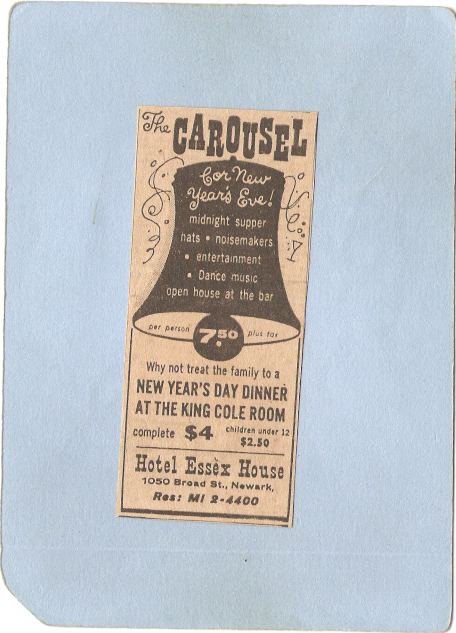 The CAROUSEL
for New
Year's Eve!
midnight supper
hats • noisemakers
• entertainment
• Dance music
open house at the bar
per person 7.50 plus tax
Why not treat the family to a
NEW YEAR'S DAY DINNER
AT THE KING COLE ROOM
complete $4 children under 12
$2.50
Hotel Essex House
1050 Broad St., Newark,
Res: MI 2-4400